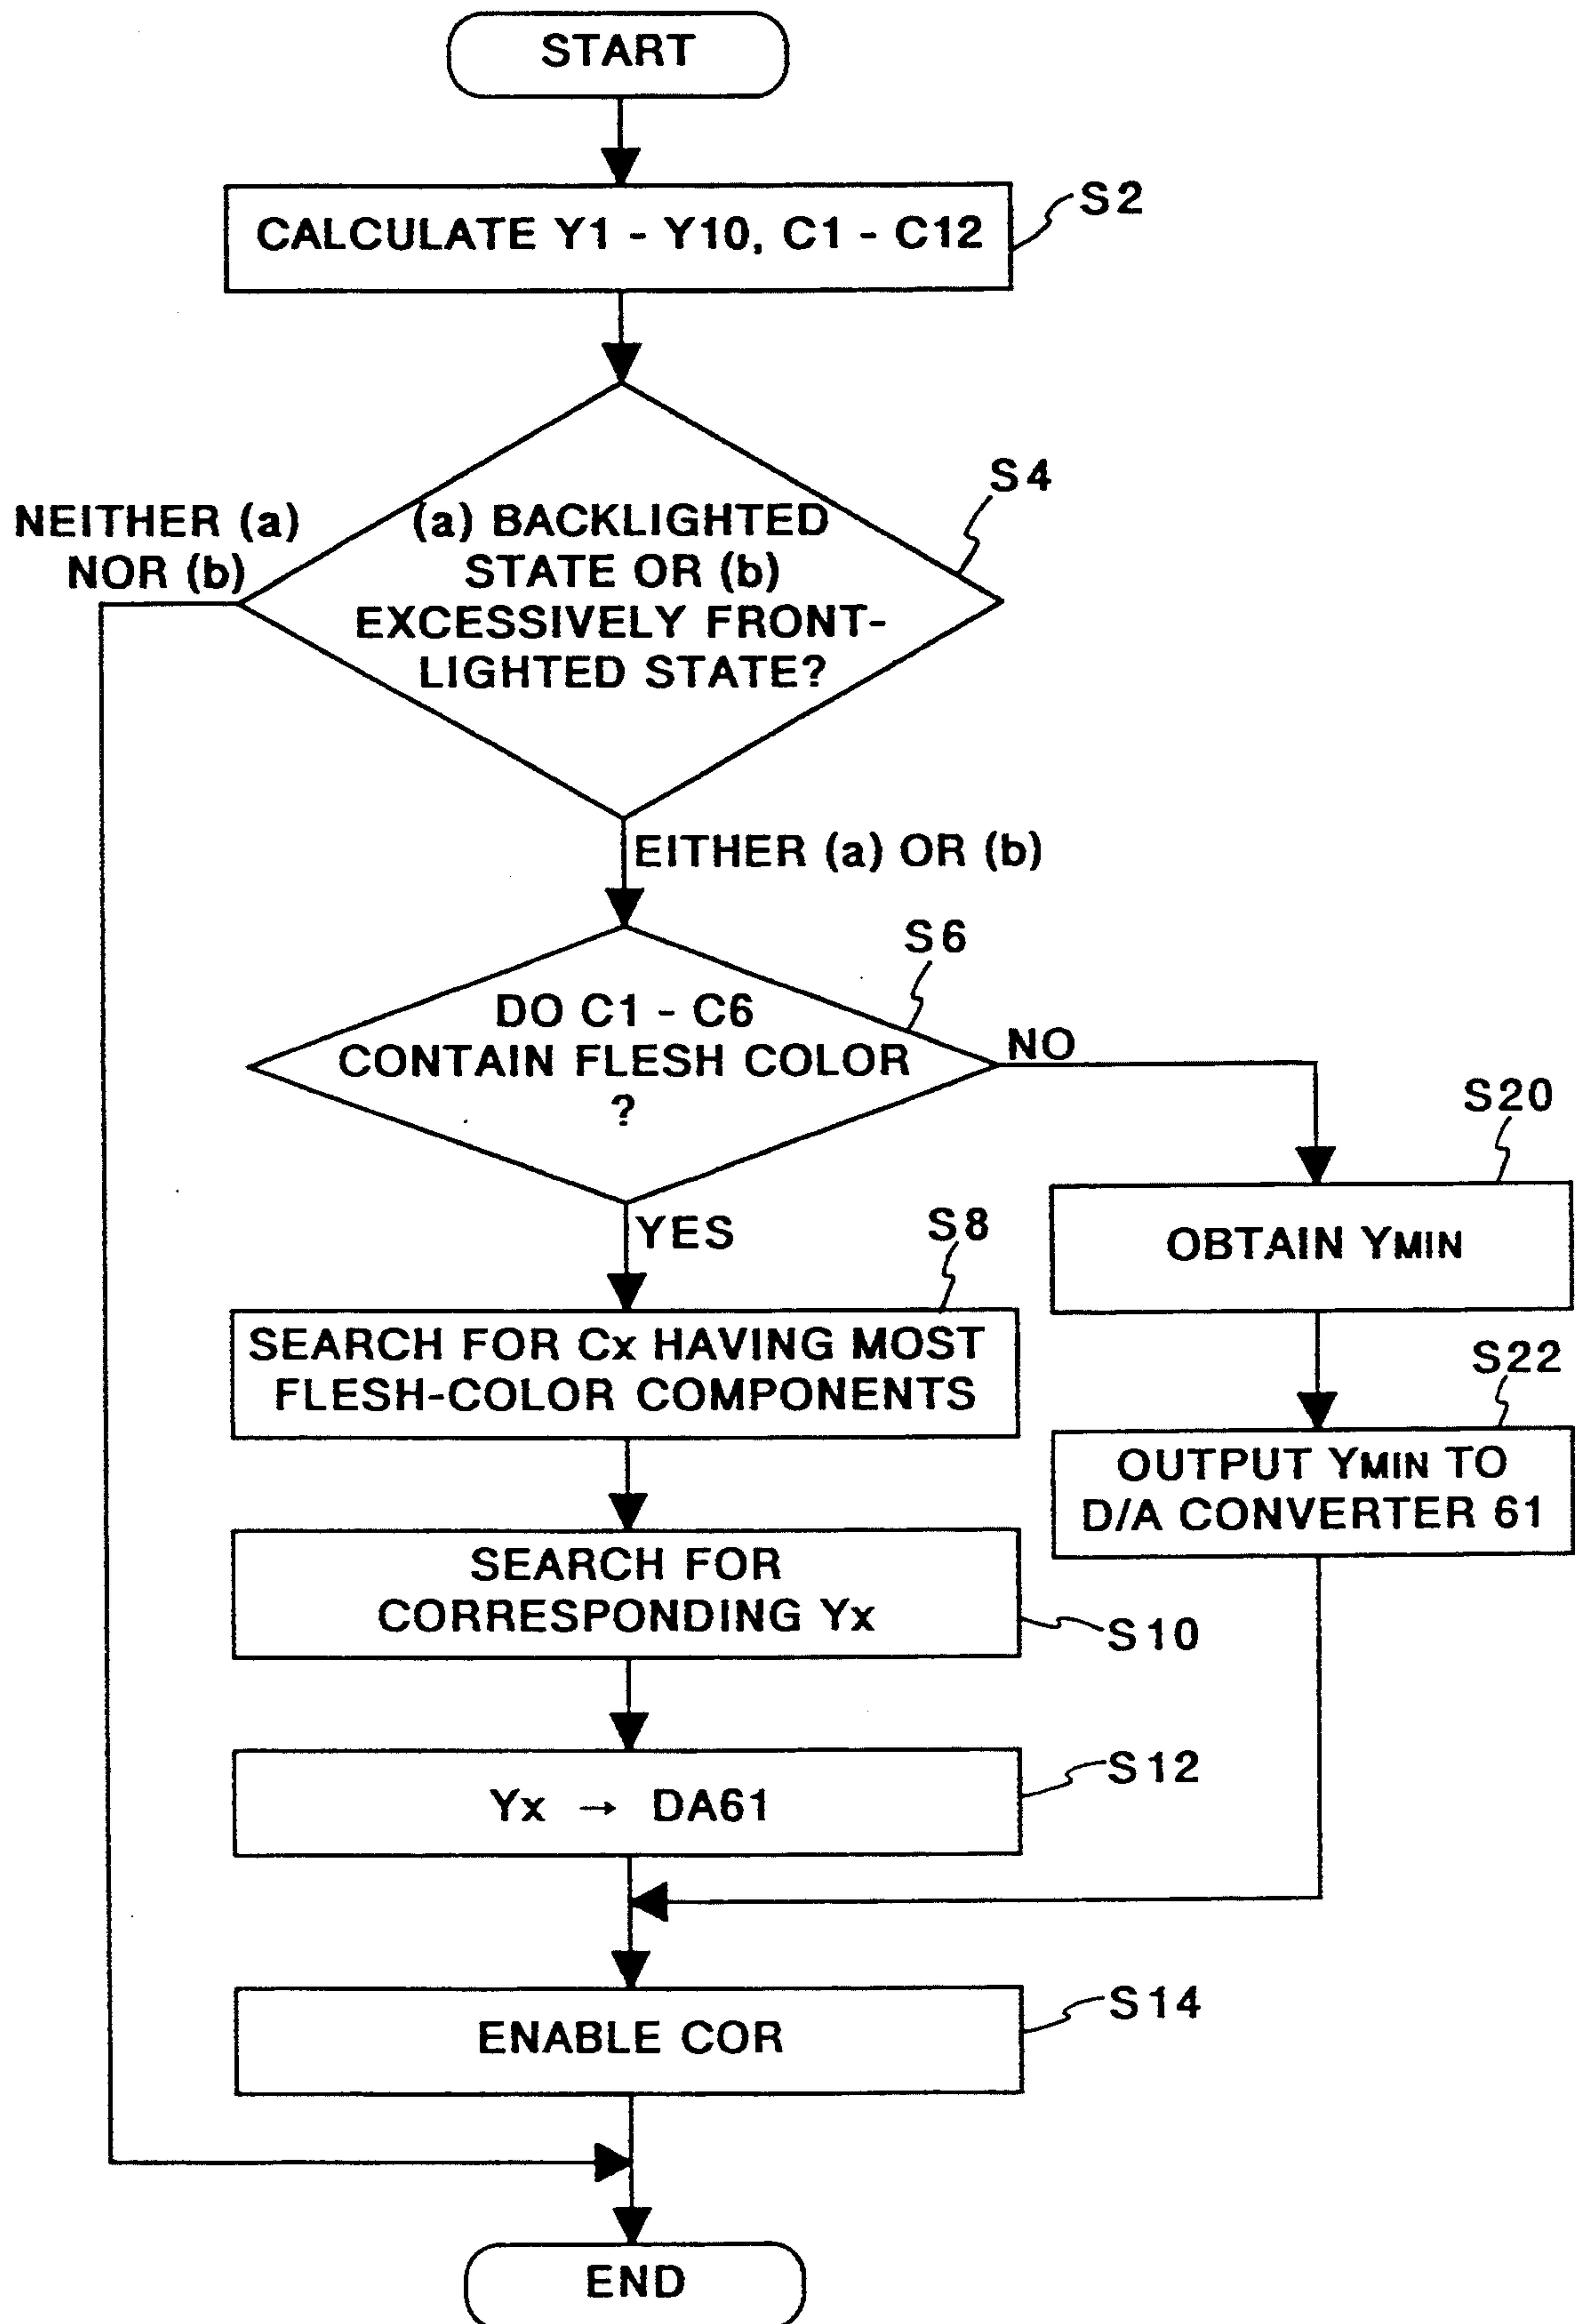 START
CALCULATE Y1 - Y10, C1 - C12
S2
S4
NEITHER (a)
NOR (b)
(a) BACKLIGHTED
STATE OR (b)
EXCESSIVELY FRONT-
LIGHTED STATE?
EITHER (a) OR (b)
S6
DO C1 - C6
CONTAIN FLESH COLOR
?
NO
YES
S20
OBTAIN YMIN
S8
SEARCH FOR Cx HAVING MOST
FLESH-COLOR COMPONENTS
S22
OUTPUT YMIN TO
D/A CONVERTER 61
SEARCH FOR
CORRESPONDING Yx
S10
Yx → DA61
S12
ENABLE COR
S14
END